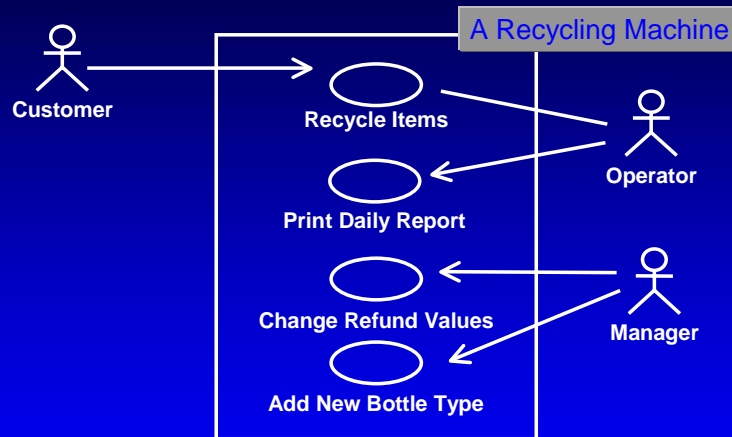 A Recycling Machine
Customer
Recycle Items
Operator
Print Daily Report
Change Refund Values
Manager
Add New Bottle Type